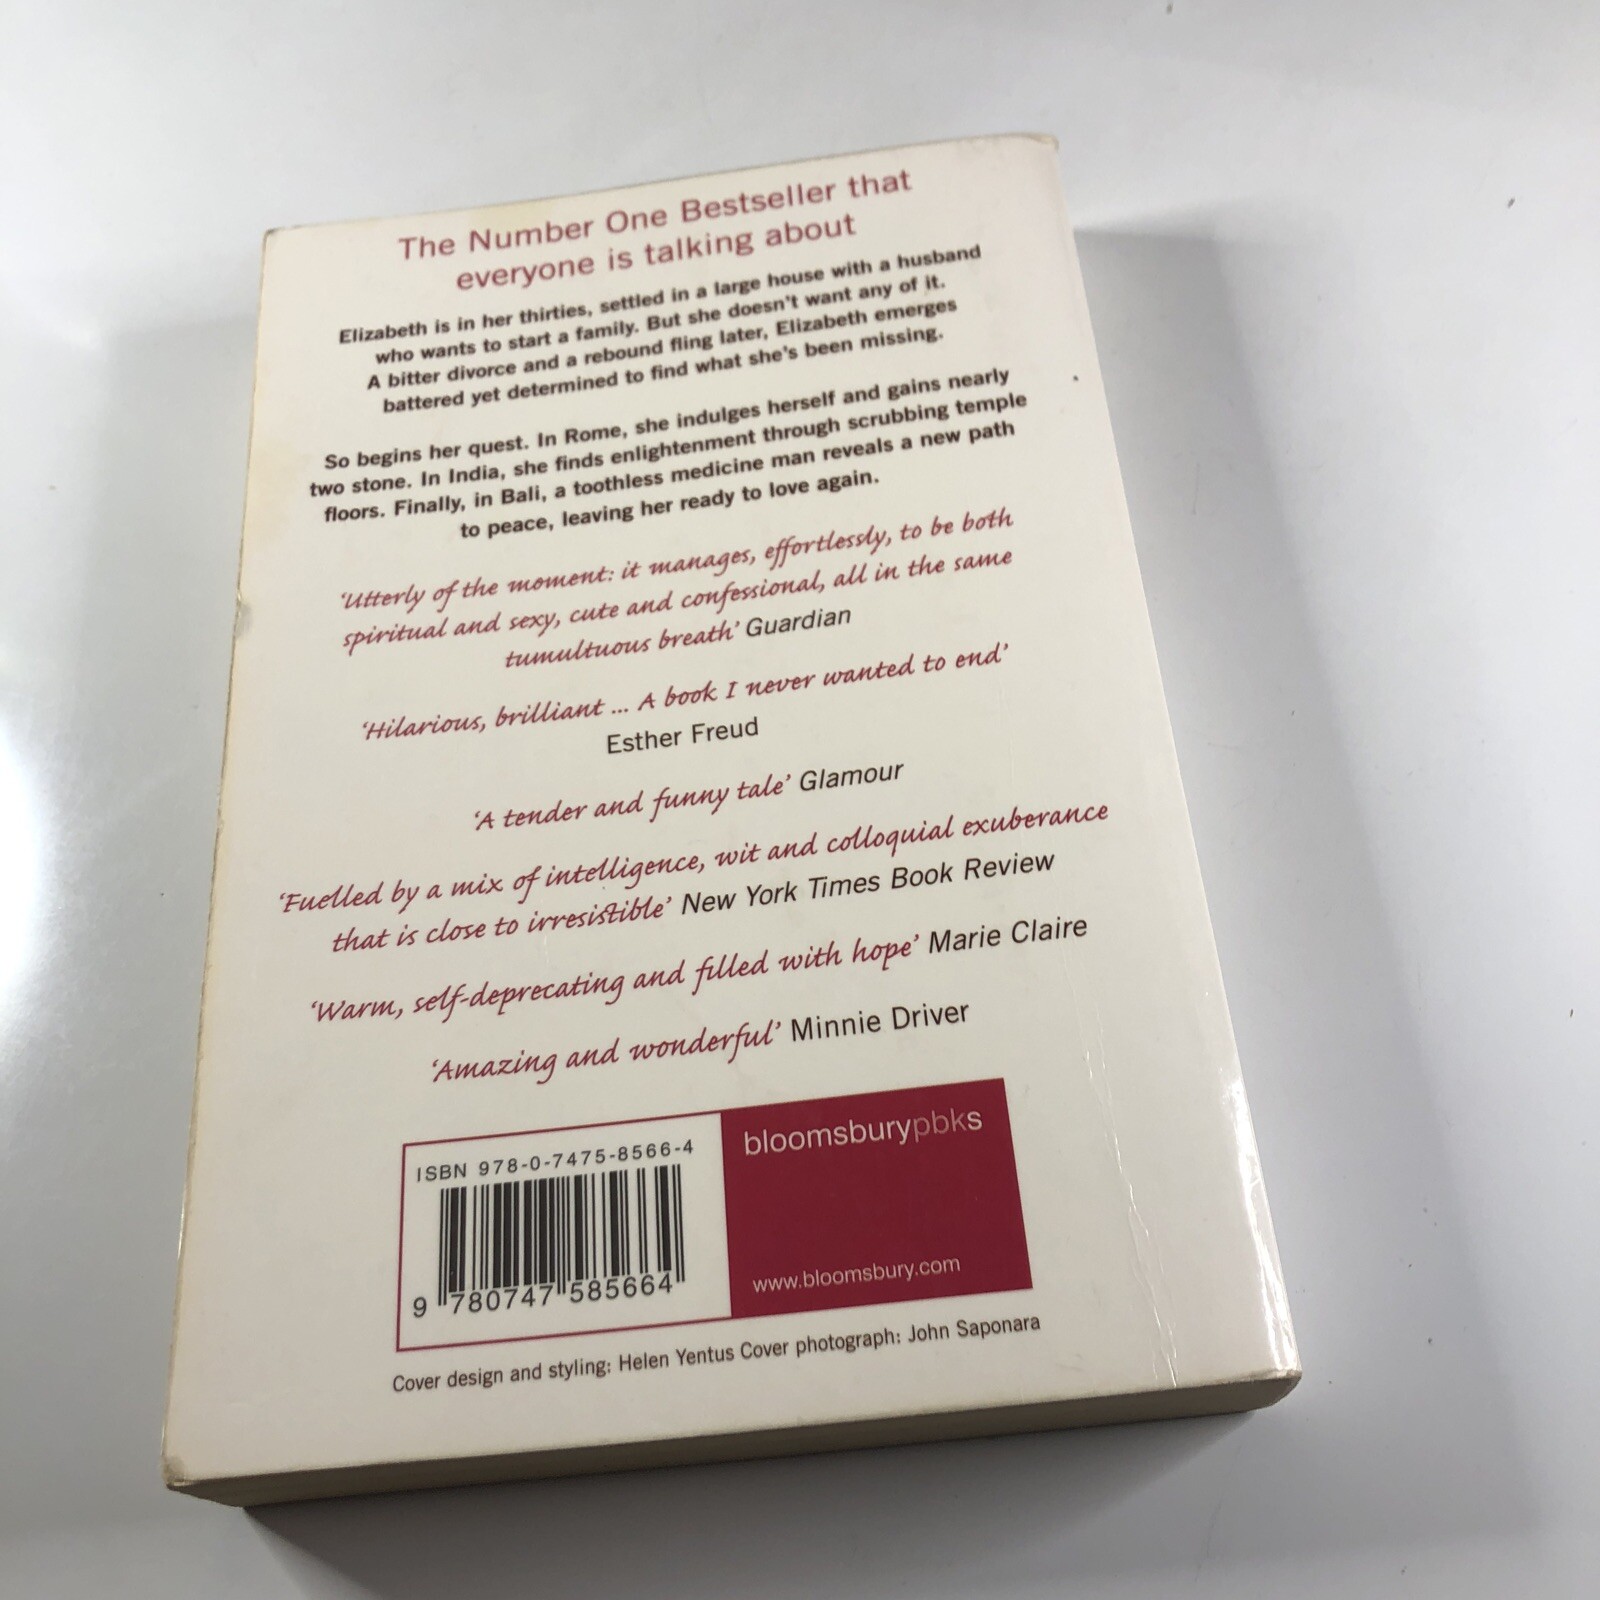 The Number One Bestseller that
everyone is talking about
Elizabeth is in her thirties, settled in a large house with a husband
who wants to start a family. But she doesn't want any of it.
A bitter divorce and a rebound fling later, Elizabeth emerges
battered yet determined to find what she's been missing.
So begins her quest. In Rome, she indulges herself and gains nearly
two stone. In India, she finds enlightenment through scrubbing temple
floors. Finally, in Bali, a toothless medicine man reveals a new path
to peace, leaving her ready to love again.
'Utterly of the moment: it manages, effortlessly, to be both
spiritual and sexy, cute and confessional, all in the same
tumultuous breath' Guardian
'Hilarious, brilliant ... A book I never wanted to end'
Esther Freud
'A tender and funny tale' Glamour
'Fuelled by a mix of intelligence, wit and colloquial exuberance
that is close to irresistible' New York Times Book Review
'Warm, self-deprecating and filled with hope' Marie Claire
'Amazing and wonderful' Minnie Driver
ISBN 978-0-7475-8566-4
9 780747 585664
bloomsburypbks
www.bloomsbury.com
Cover design and styling: Helen Yentus Cover photograph: John Saponara